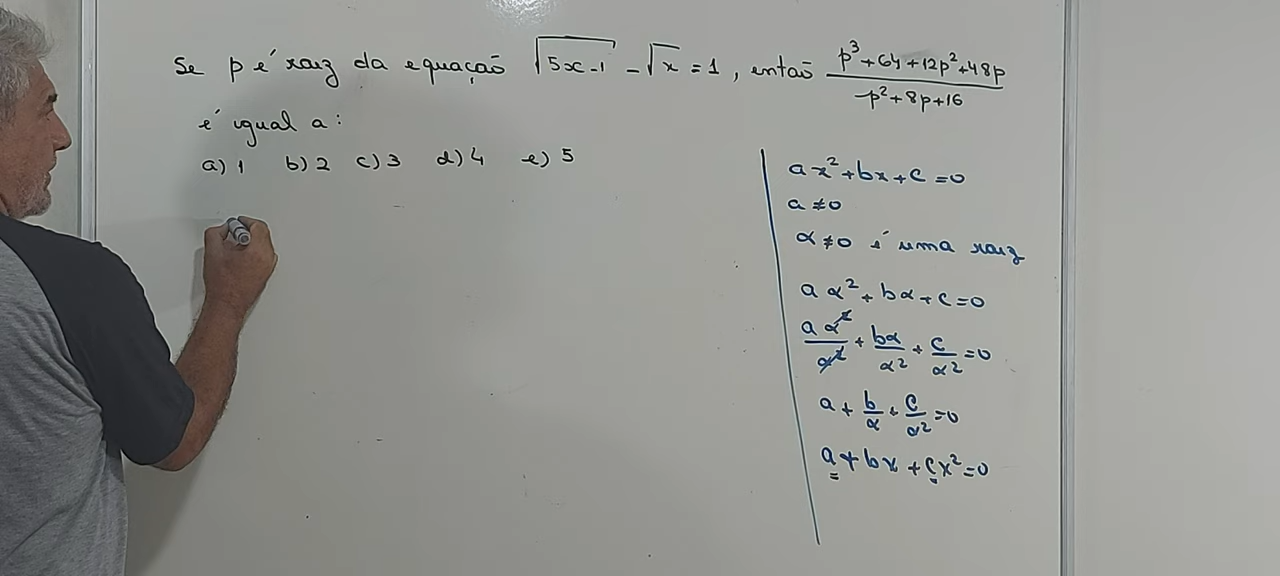 Se p é raiz da equação √5x-1 - √x = 1, então p³+64+12p²+48p / p²+8p+16
é igual a:
a) 1 b) 2 c) 3 d) 4 e) 5
ax²+bx+c=0
a≠0
α≠0 é uma raiz
aα²+bα+c=0
aα²/α² + bα/α² + c/α² =0
a + b/α + c/α² =0
a+bx+cx²=0